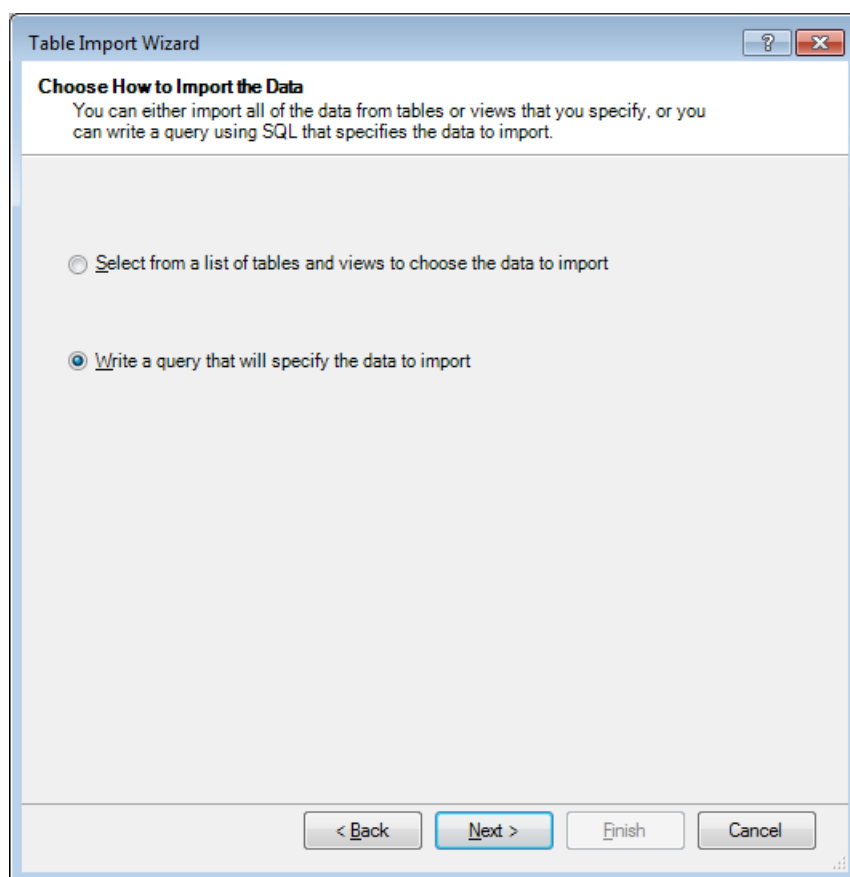 Table Import Wizard
?
Choose How to Import the Data
You can either import all of the data from tables or views that you specify, or you
can write a query using SQL that specifies the data to import.
Select from a list of tables and views to choose the data to import
Write a query that will specify the data to import
< Back Next > Finish Cancel